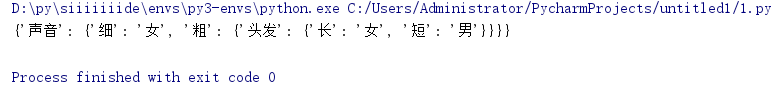 D:\py\siiiiiiide\envs\py3-envs\python.exe C:/Users/Administrator/PycharmProjects/untitled1/1.py
{'声音': {'细': '女', '粗': {'头发': {'长': '女', '短': '男'}}}}
Process finished with exit code 0